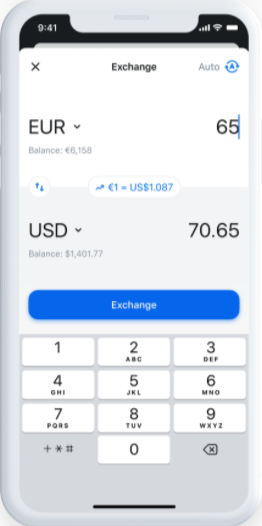 9:41
× Exchange Auto A
EUR 65
Balance: €6,158
€1 = US$1.087
USD 70.65
Balance: $1,401.77
Exchange
1 2 3
ABC DEF
4 5 6
GHI JKL MNO
7 8 9
PQRS TUV WXYZ
+ * # 0